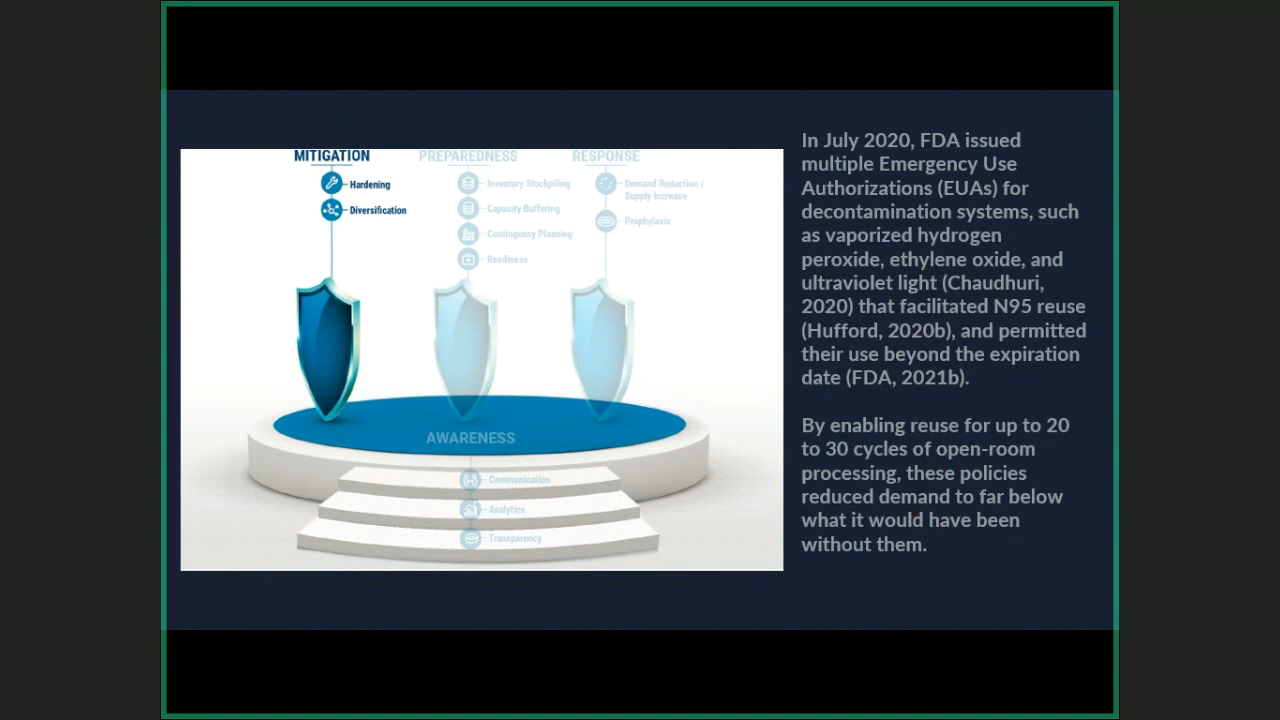 MITIGATION
Hardening
Diversification
PREPAREDNESS
Inventory Stockpiling
Capacity Buffering
Contingency Planning
Readiness
RESPONSE
Demand Reduction /
Supply Increase
Prophylaxis
AWARENESS
Communication
Analytics
Transparency
In July 2020, FDA issued
multiple Emergency Use
Authorizations (EUAs) for
decontamination systems, such
as vaporized hydrogen
peroxide, ethylene oxide, and
ultraviolet light (Chaudhuri,
2020) that facilitated N95 reuse
(Hufford, 2020b), and permitted
their use beyond the expiration
date (FDA, 2021b).
By enabling reuse for up to 20
to 30 cycles of open-room
processing, these policies
reduced demand to far below
what it would have been
without them.